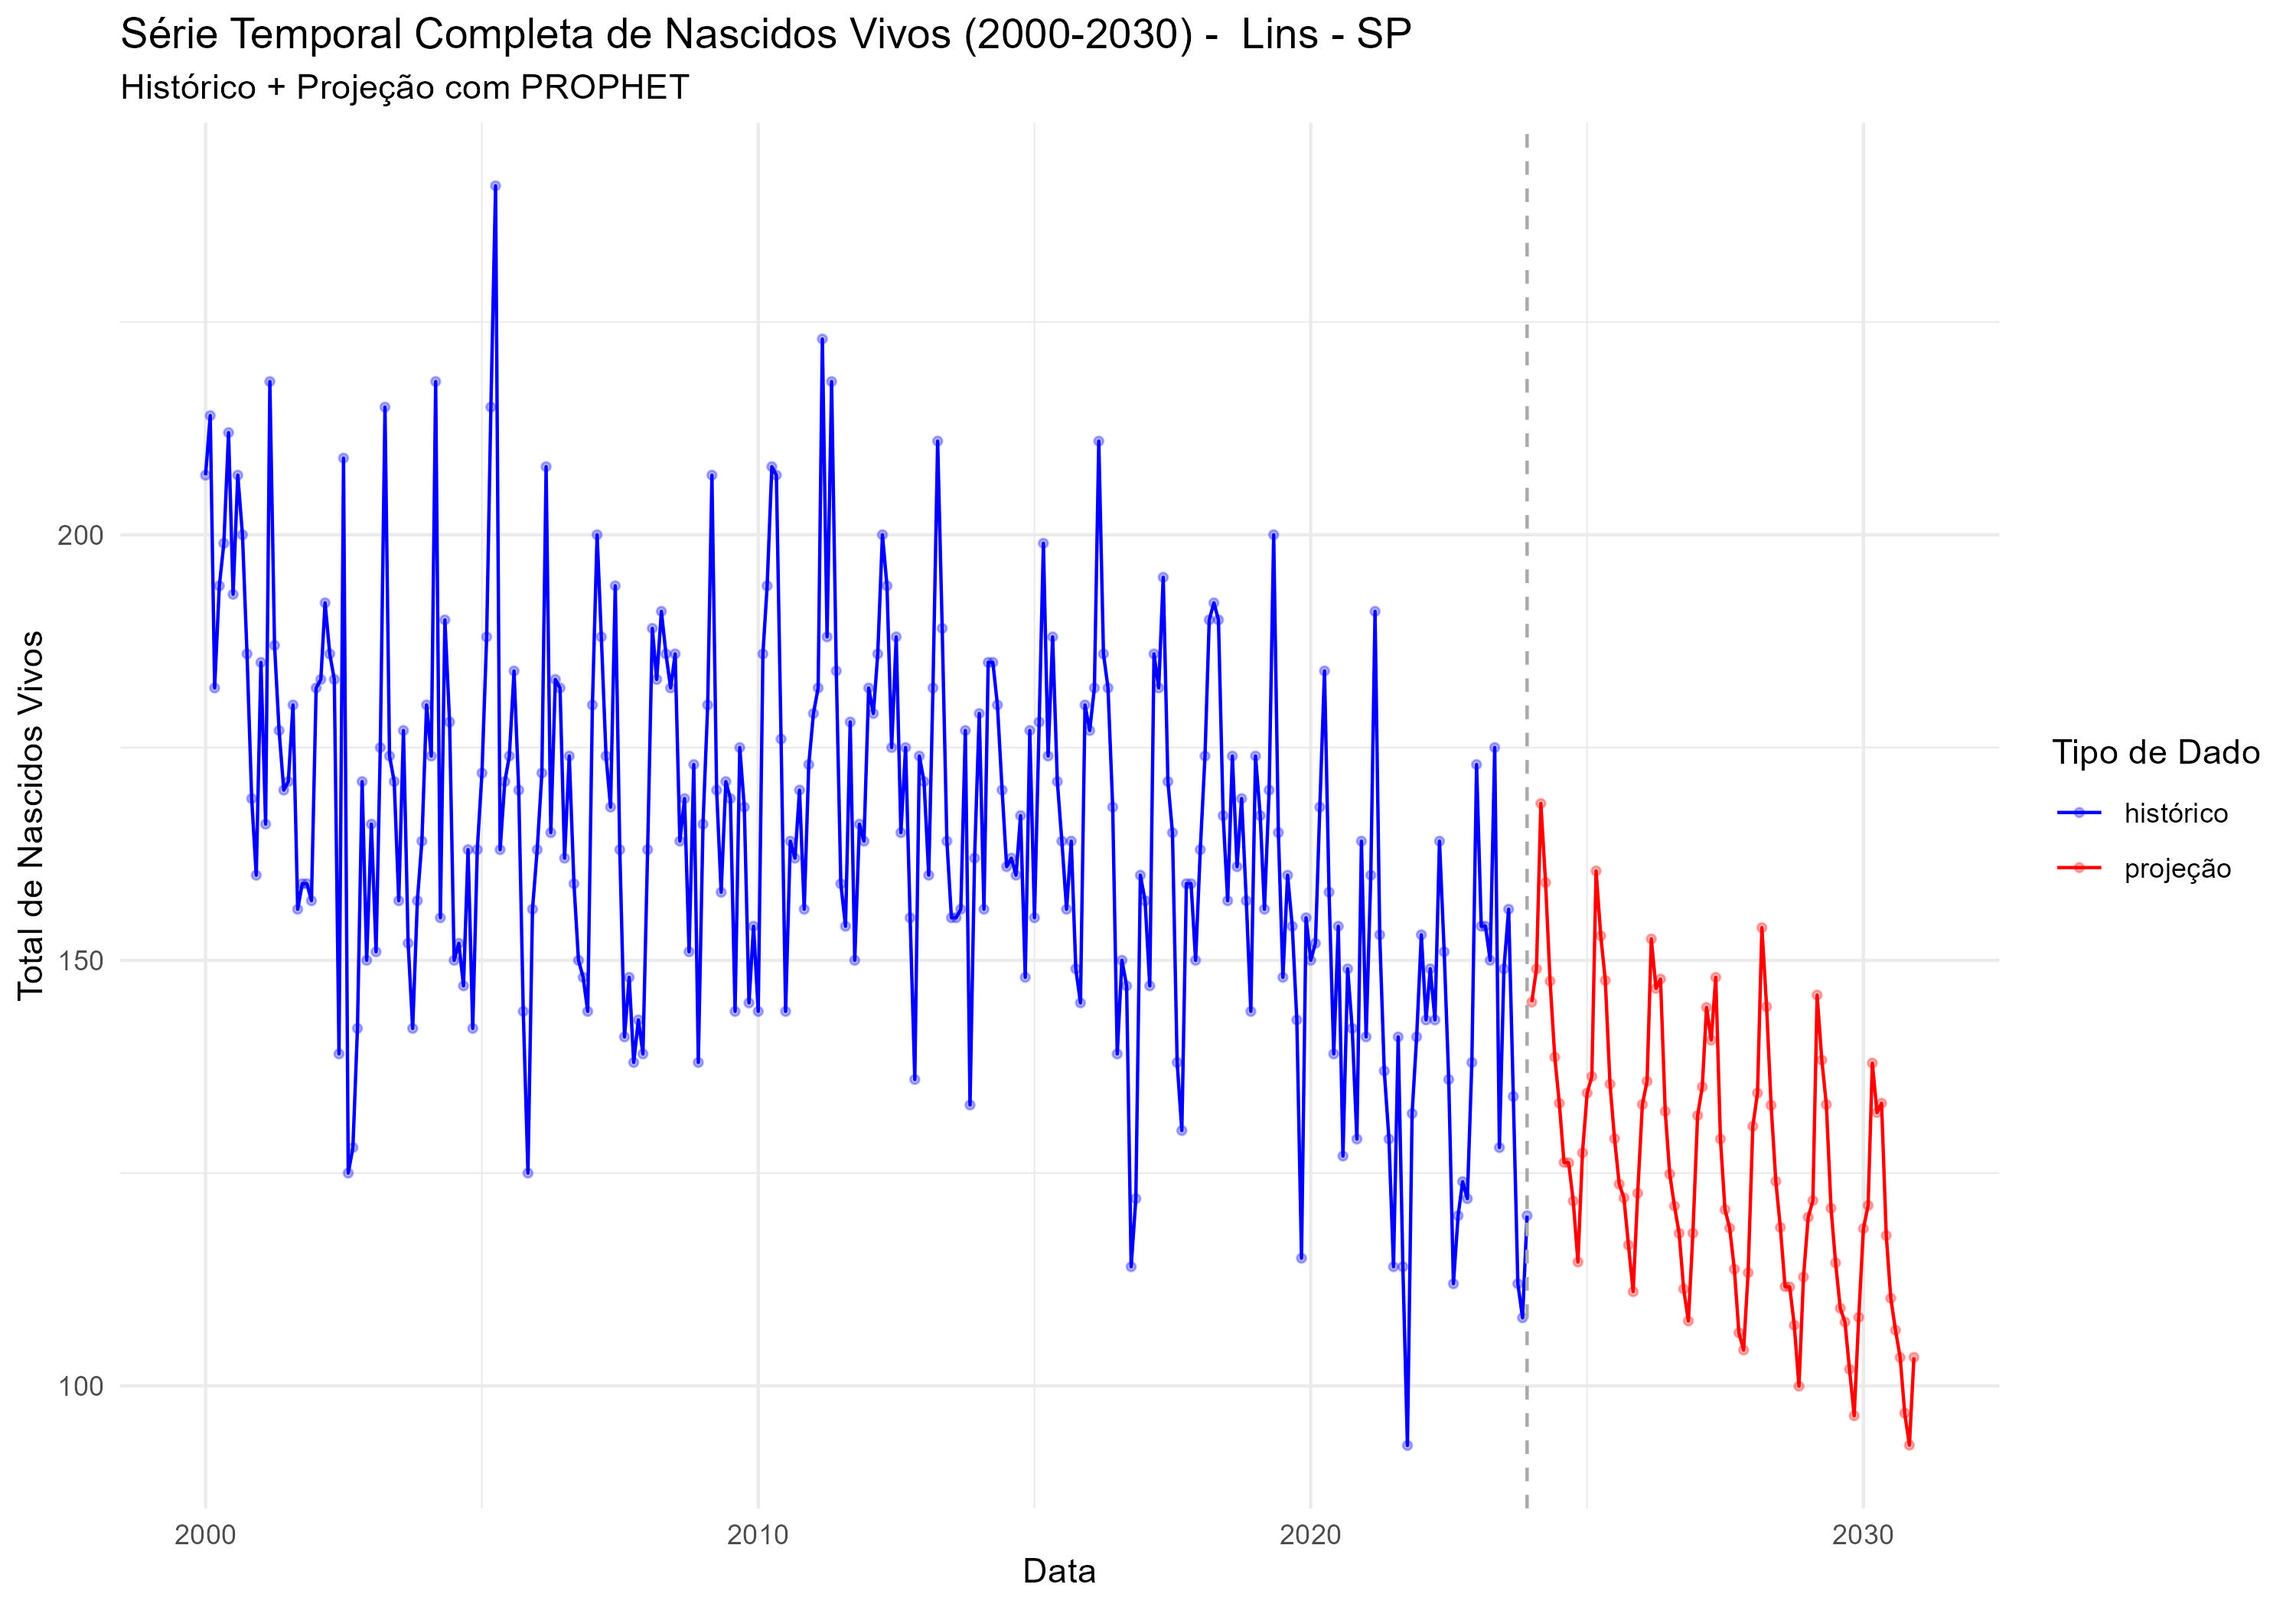 Série Temporal Completa de Nascidos Vivos (2000-2030) -  Lins - SP
Histórico + Projeção com PROPHET
Total de Nascidos Vivos
200
150
100
2000
2010
2020
2030
Data
Tipo de Dado
histórico
projeção